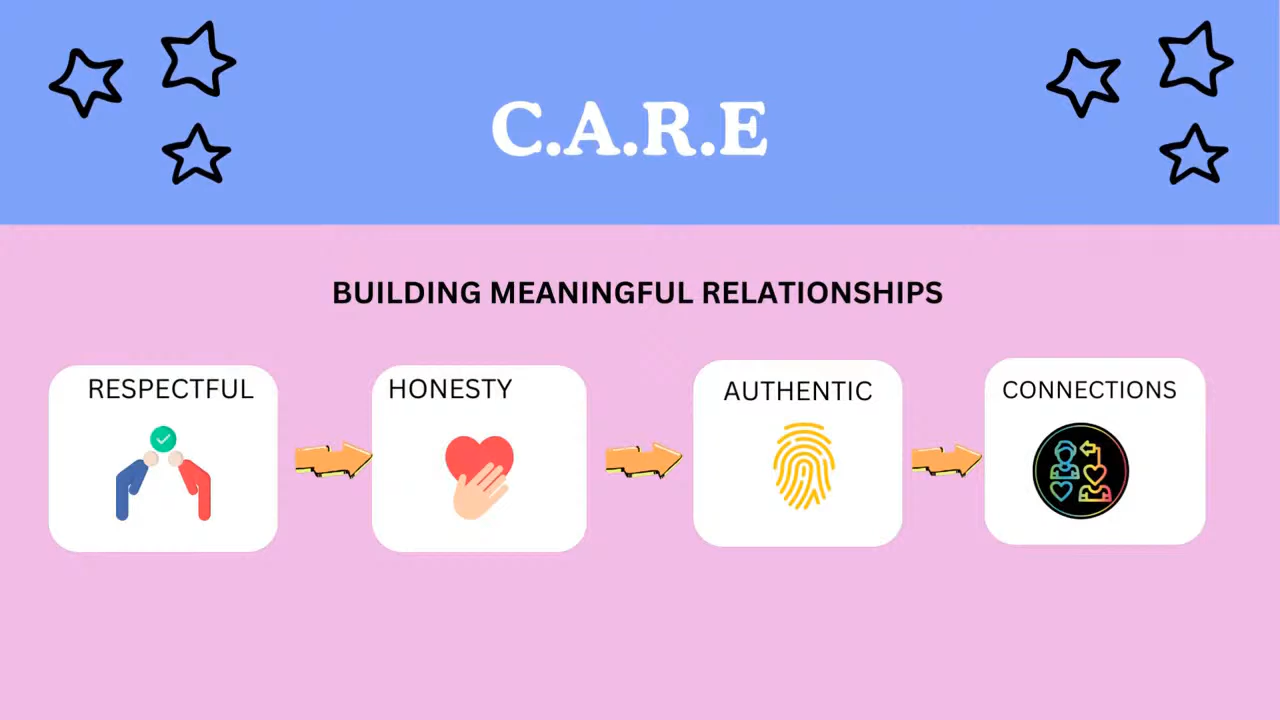 C.A.R.E
BUILDING MEANINGFUL RELATIONSHIPS
RESPECTFUL
HONESTY
AUTHENTIC
CONNECTIONS